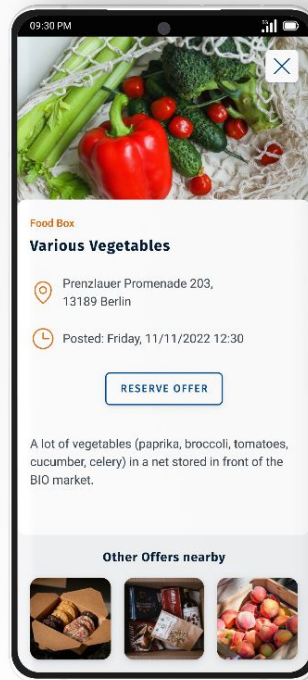 09:30 PM
Food Box
Various Vegetables
Prenzlauer Promenade 203,
13189 Berlin
Posted: Friday, 11/11/2022 12:30
RESERVE OFFER
A lot of vegetables (paprika, broccoli, tomatoes,
cucumber, celery) in a net stored in front of the
BIO market.
Other Offers nearby